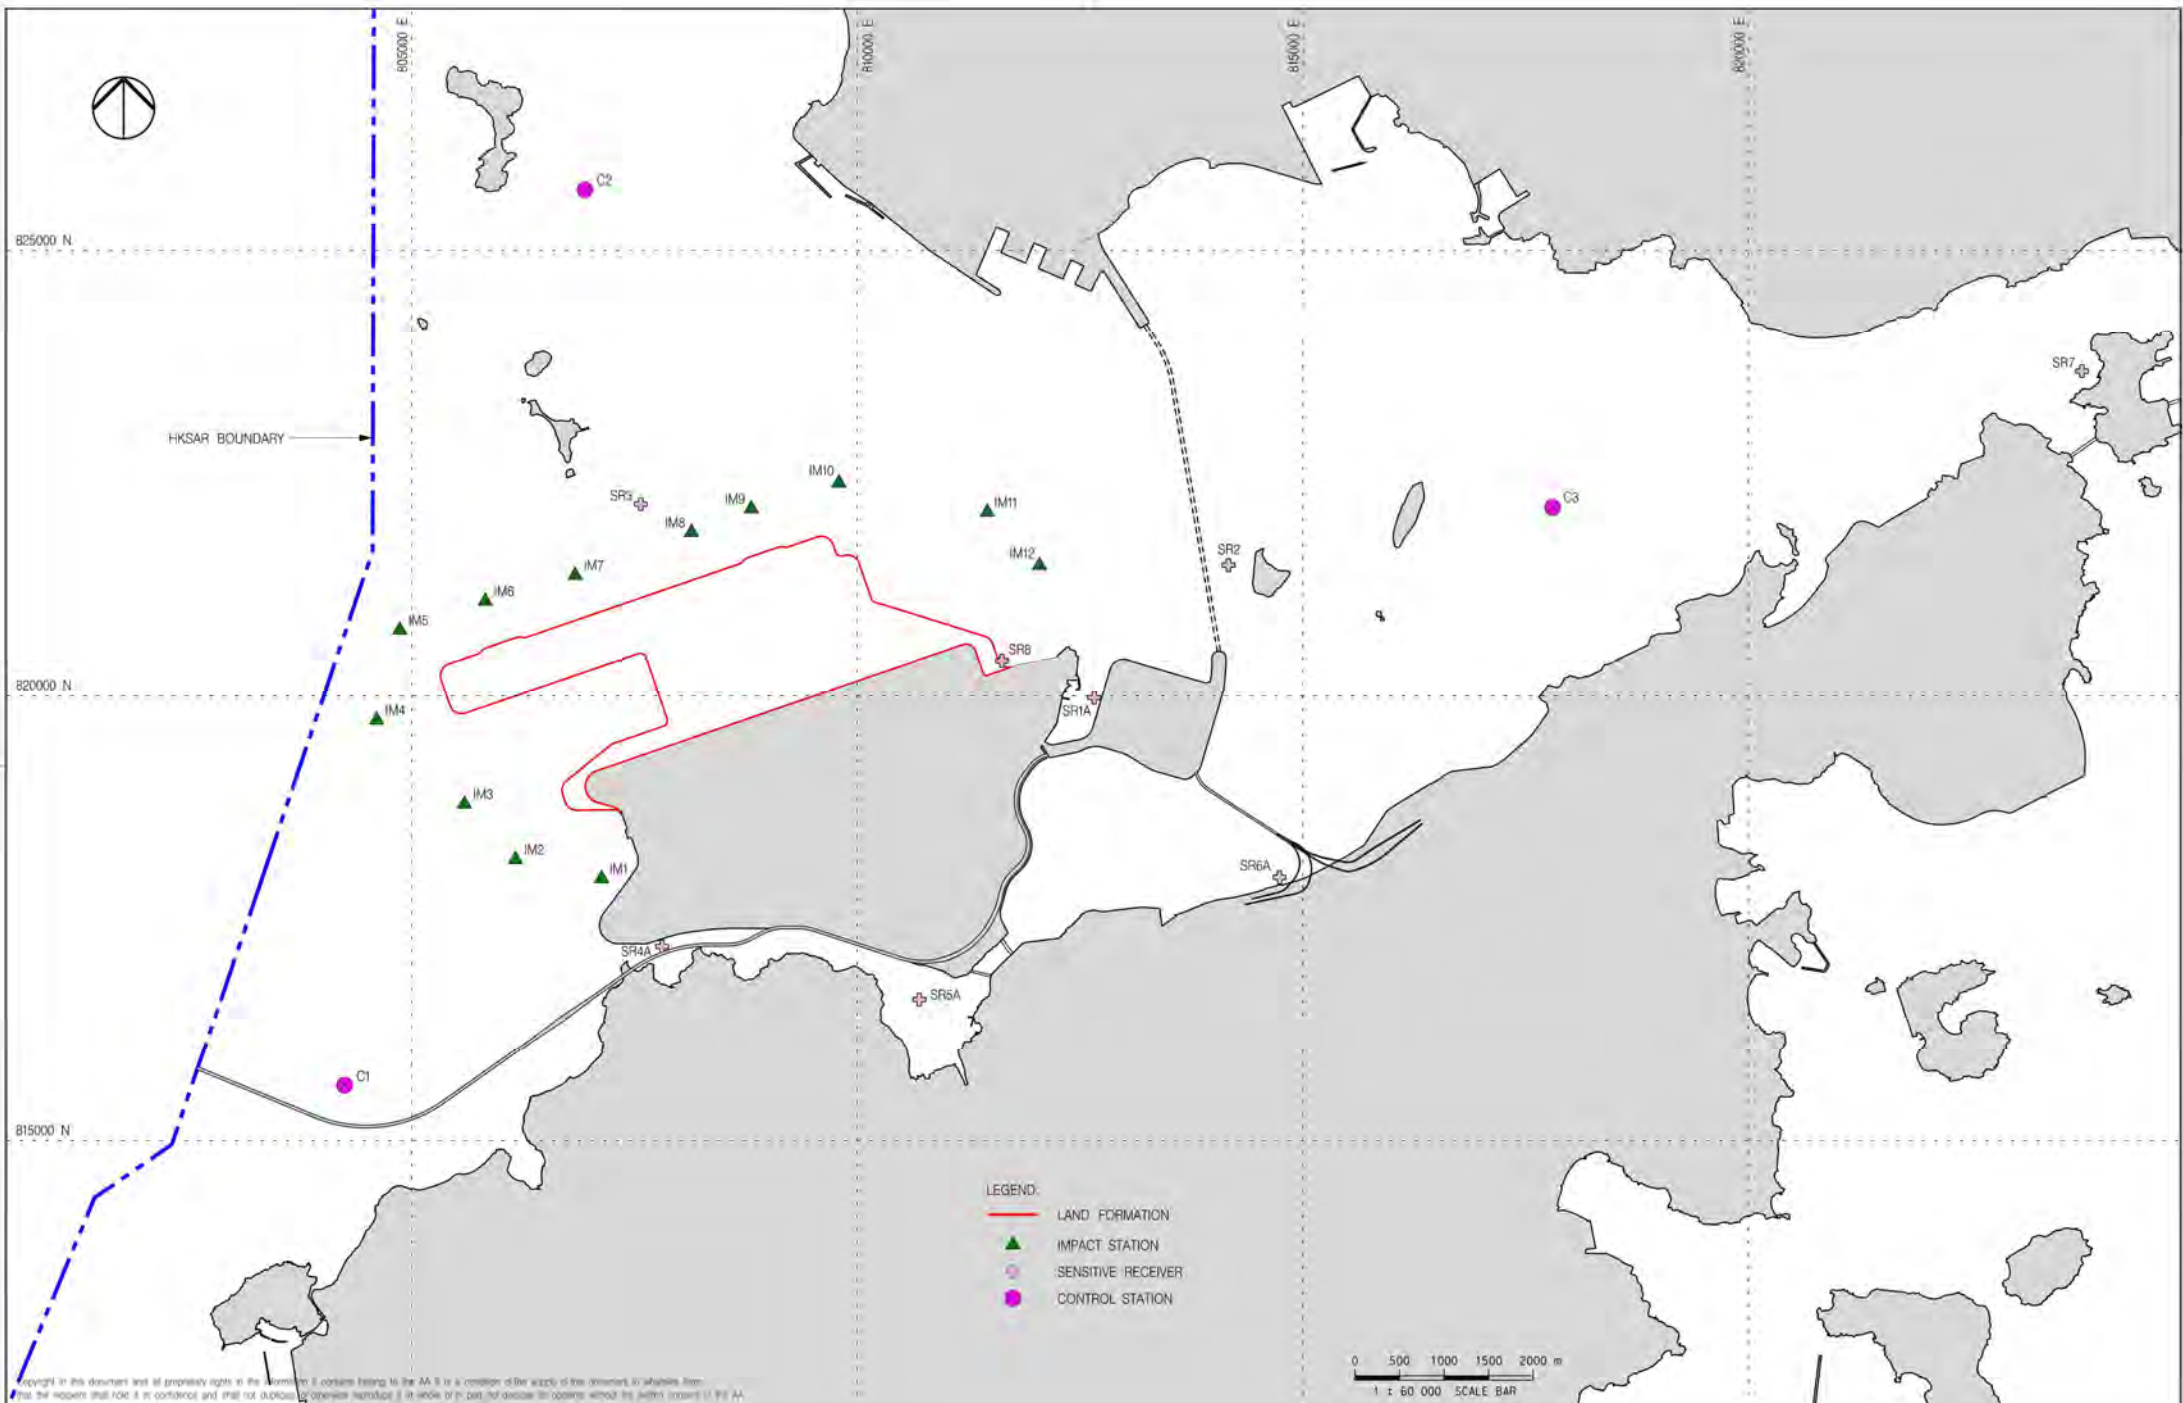 805000 E
810000 E
815000 E
820000 E
C2
825000 N
SR7
HKSAR BOUNDARY
IM10
SR3
IM9
IM11
C3
IM8
IM12
SR2
IM7
IM6
IM5
SR8
820000 N
IM4
SR1A
IM3
IM2
IM1
SR6A
SR4A
SR5A
C1
815000 N
LEGEND:
LAND FORMATION
IMPACT STATION
SENSITIVE RECEIVER
CONTROL STATION
0 500 1000 1500 2000 m
1 : 60 000 SCALE BAR